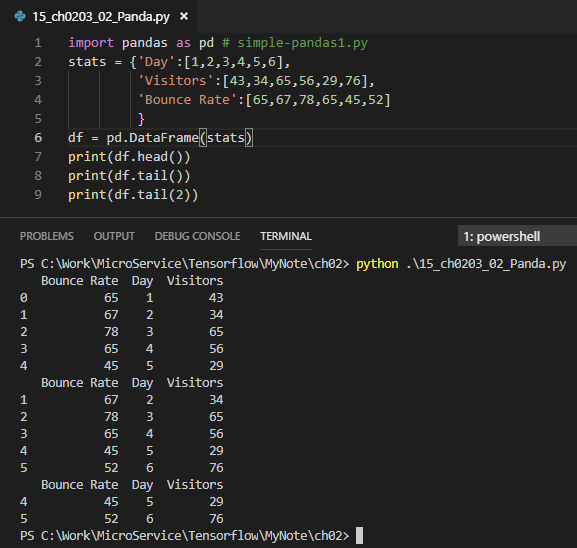 15_ch0203_02_Panda.py ×
1 import pandas as pd # simple-pandas1.py
2 stats = {'Day':[1,2,3,4,5,6],
3 'Visitors':[43,34,65,56,29,76],
4 'Bounce Rate':[65,67,78,65,45,52]
5 }
6 df = pd.DataFrame(stats)
7 print(df.head())
8 print(df.tail())
9 print(df.tail(2))
PROBLEMS OUTPUT DEBUG CONSOLE TERMINAL 1: powershell
PS C:\Work\MicroService\Tensorflow\MyNote\ch02> python .\15_ch0203_02_Panda.py
Bounce Rate Day Visitors
0 65 1 43
1 67 2 34
2 78 3 65
3 65 4 56
4 45 5 29
Bounce Rate Day Visitors
1 67 2 34
2 78 3 65
3 65 4 56
4 45 5 29
5 52 6 76
Bounce Rate Day Visitors
4 45 5 29
5 52 6 76
PS C:\Work\MicroService\Tensorflow\MyNote\ch02>